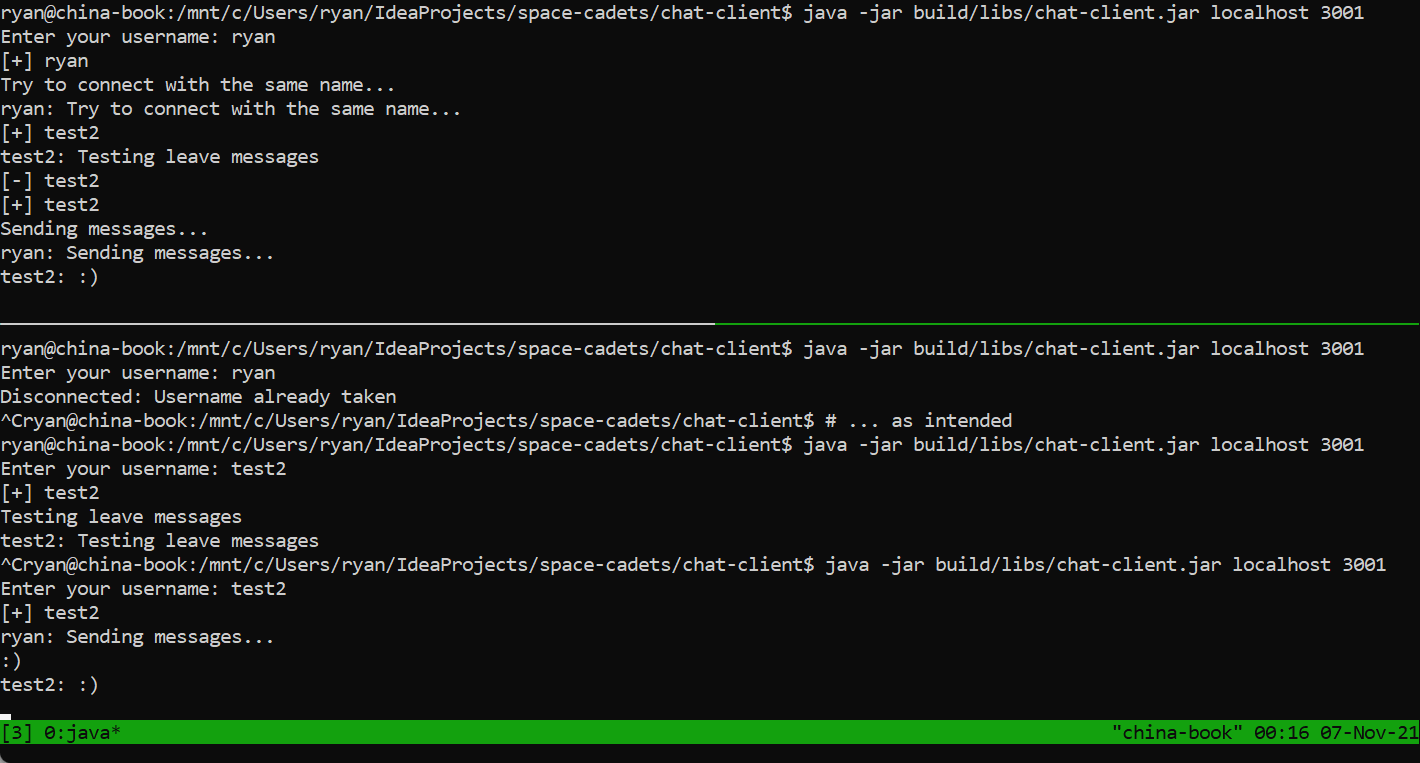 ryan@china-book:/mnt/c/Users/ryan/IdeaProjects/space-cadets/chat-client$ java -jar build/libs/chat-client.jar localhost 3001
Enter your username: ryan
[+] ryan
Try to connect with the same name...
ryan: Try to connect with the same name...
[+] test2
test2: Testing leave messages
[-] test2
[+] test2
Sending messages...
ryan: Sending messages...
test2: :)
ryan@china-book:/mnt/c/Users/ryan/IdeaProjects/space-cadets/chat-client$ java -jar build/libs/chat-client.jar localhost 3001
Enter your username: ryan
Disconnected: Username already taken
^Cryan@china-book:/mnt/c/Users/ryan/IdeaProjects/space-cadets/chat-client$ # ... as intended
ryan@china-book:/mnt/c/Users/ryan/IdeaProjects/space-cadets/chat-client$ java -jar build/libs/chat-client.jar localhost 3001
Enter your username: test2
[+] test2
Testing leave messages
test2: Testing leave messages
^Cryan@china-book:/mnt/c/Users/ryan/IdeaProjects/space-cadets/chat-client$ java -jar build/libs/chat-client.jar localhost 3001
Enter your username: test2
[+] test2
ryan: Sending messages...
:)
test2: :)
[3] 0:java* "china-book" 00:16 07-Nov-21